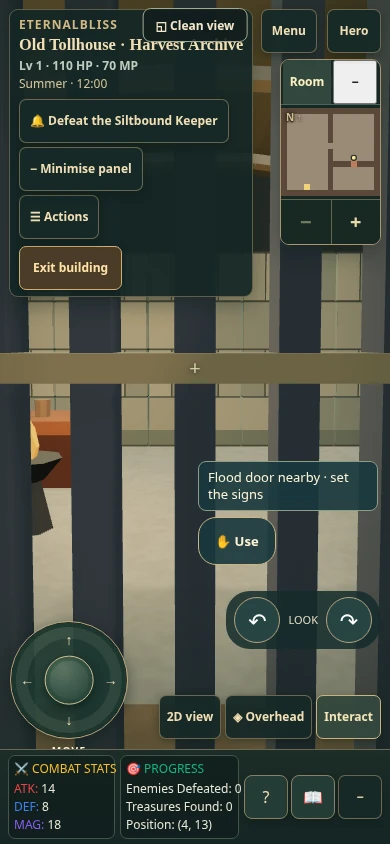 ETERNALBLISS
◱ Clean view
Menu
Hero
Old Tollhouse · Harvest Archive
Lv 1 · 110 HP · 70 MP
Summer · 12:00
🔔 Defeat the Siltbound Keeper
− Minimise panel
☰ Actions
Exit building
Room
−
N
−
+
+
Flood door nearby · set
the signs
✋ Use
↶ LOOK ↷
↑
← →
↓
MOVE
2D view
◈ Overhead
Interact
⚔️ COMBAT STATS
ATK: 14
DEF: 8
MAG: 18
🎯 PROGRESS
Enemies Defeated: 0
Treasures Found: 0
Position: (4, 13)
?
📖
−